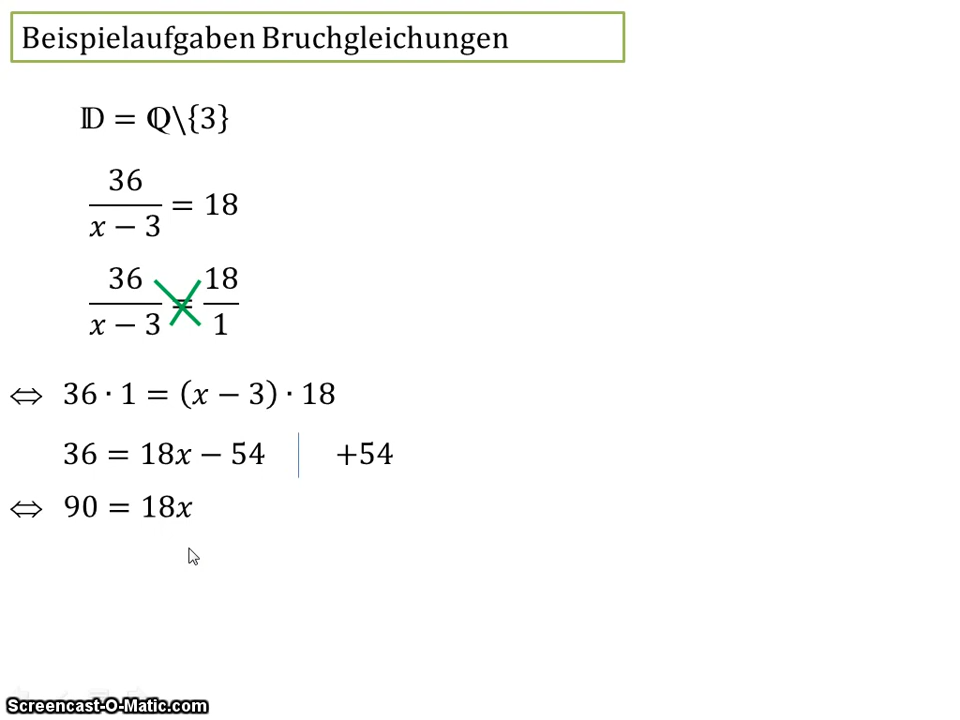 Beispielaufgaben Bruchgleichungen
𝔻 = ℚ\{3}
36/(x − 3) = 18
36/(x − 3) = 18/1
⇔ 36 · 1 = (x − 3) · 18
36 = 18x − 54 | +54
⇔ 90 = 18x
Screencast-O-Matic.com